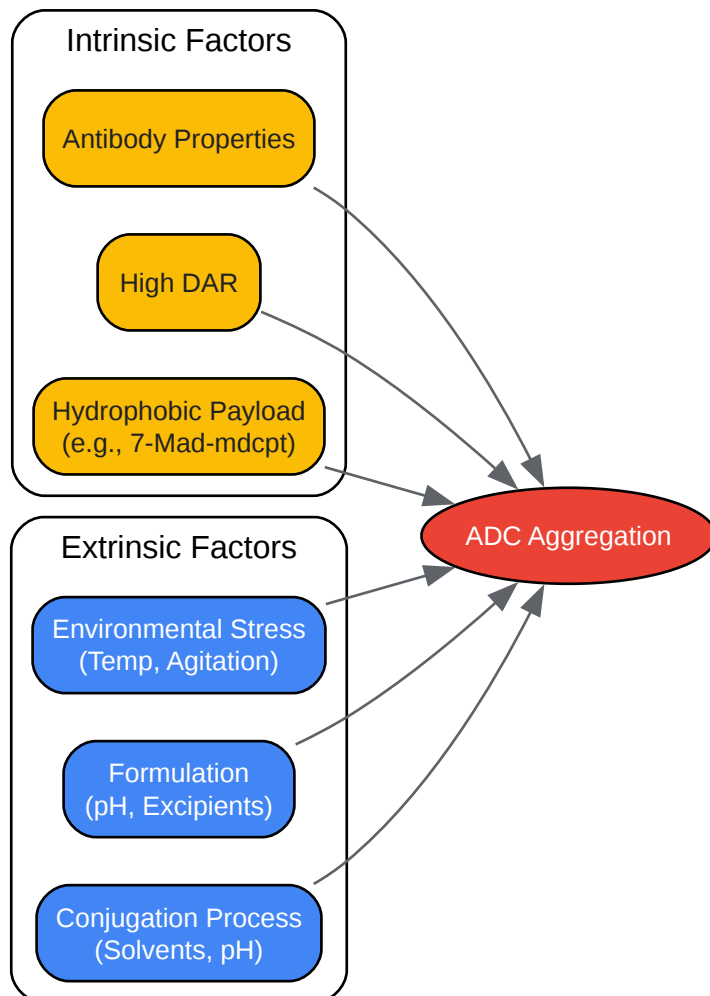 Intrinsic Factors
Antibody Properties
High DAR
Hydrophobic Payload
(e.g., 7-Mad-mdcpt)
ADC Aggregation
Extrinsic Factors
Environmental Stress
(Temp, Agitation)
Formulation
(pH, Excipients)
Conjugation Process
(Solvents, pH)